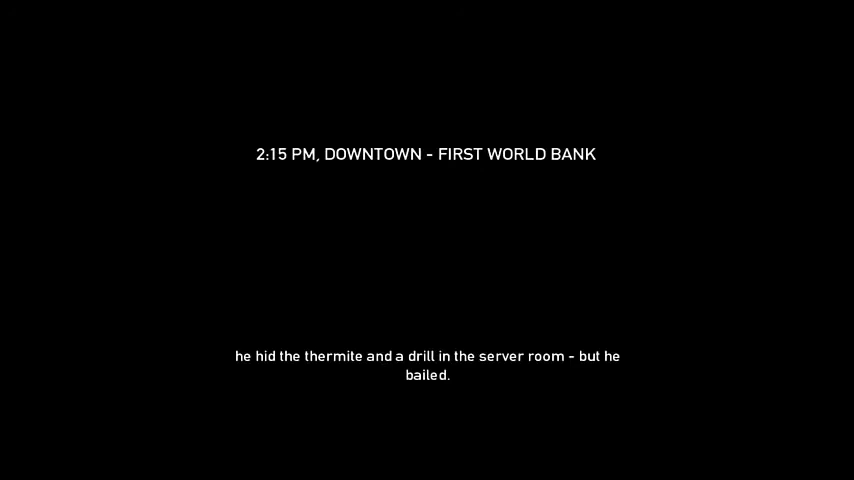 2:15 PM, DOWNTOWN - FIRST WORLD BANK
he hid the thermite and a drill in the server room - but he
bailed.